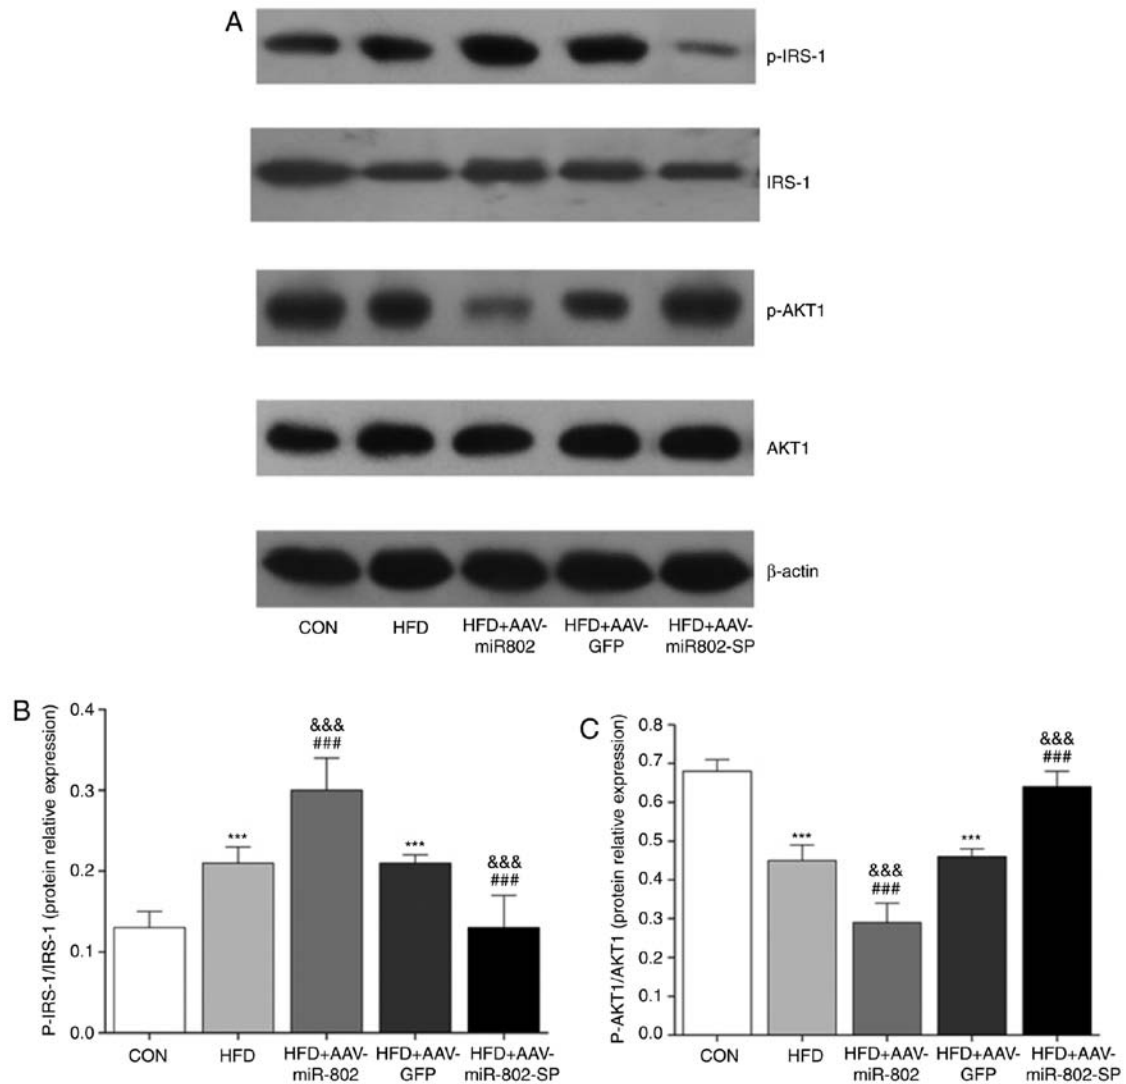 A
p-IRS-1
IRS-1
p-AKT1
AKT1
β-actin
CON HFD HFD+AAV- HFD+AAV- HFD+AAV-
miR802 GFP miR802-SP
B
P-IRS-1/IRS-1 (protein relative expression)
0.4
0.3
0.2
0.1
0.0
***
&&&
###
***
&&&
###
CON HFD HFD+AAV- HFD+AAV- HFD+AAV-
miR-802 GFP miR-802-SP
C
P-AKT1/AKT1 (protein relative expression)
0.8
0.7
0.6
0.5
0.4
0.3
0.2
0.1
0.0
***
&&&
###
***
&&&
###
CON HFD HFD+AAV- HFD+AAV- HFD+AAV-
miR-802 GFP miR-802-SP